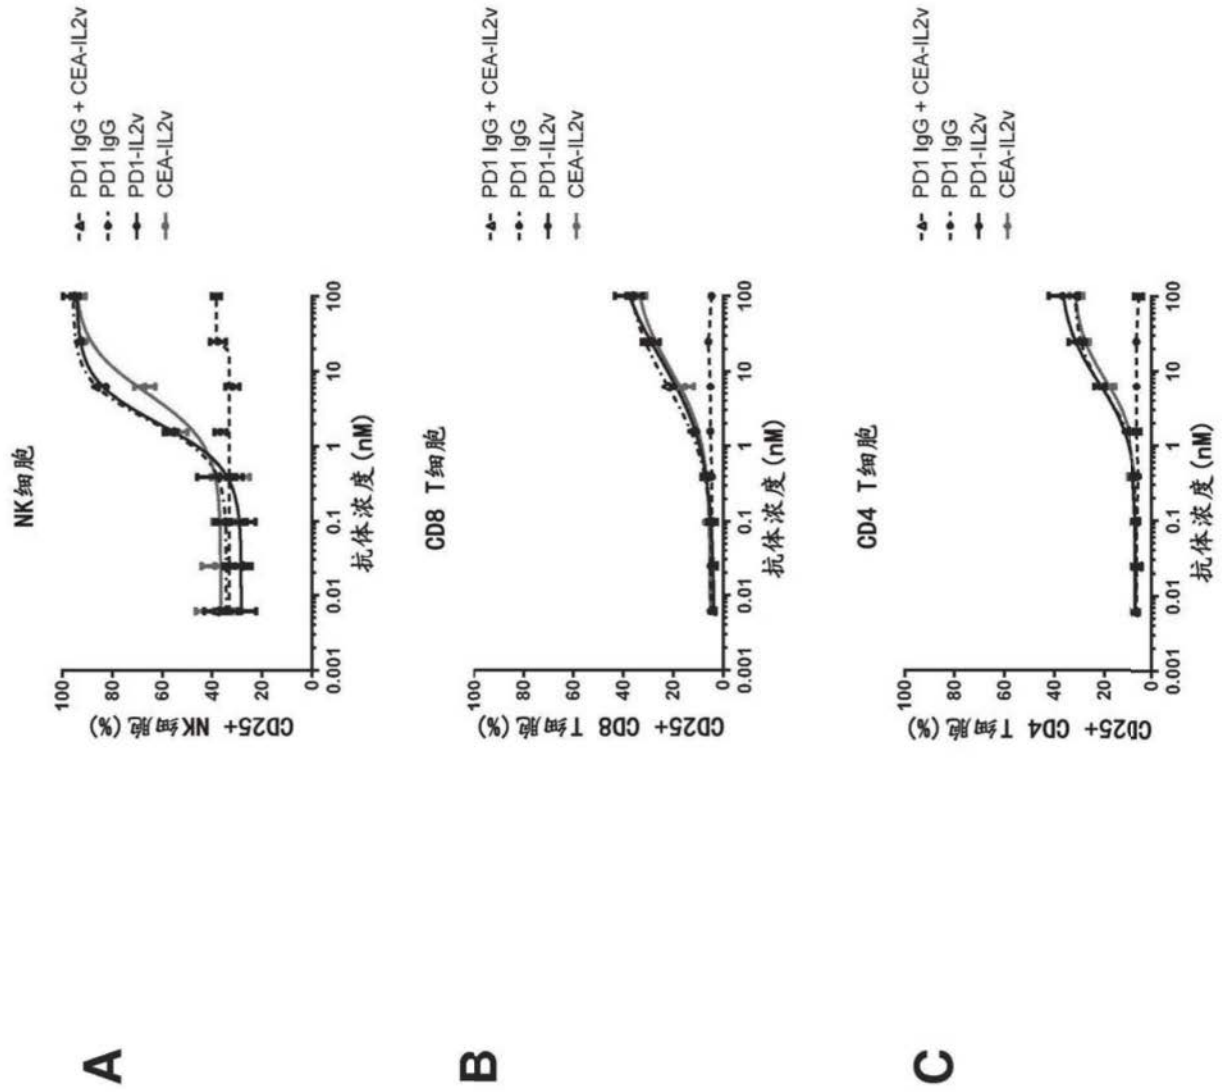 A
NK细胞
CD25+ NK细胞(%)
100
80
60
40
20
0
0.001
0.01
0.1
1
10
100
抗体浓度(nM)
PD1 IgG + CEA-IL2v
PD1 IgG
PD1-IL2v
CEA-IL2v
B
CD8 T细胞
CD25+ CD8 T细胞(%)
100
80
60
40
20
0
0.001
0.01
0.1
1
10
100
抗体浓度(nM)
PD1 IgG + CEA-IL2v
PD1 IgG
PD1-IL2v
CEA-IL2v
C
CD4 T细胞
CD25+ CD4 T细胞(%)
100
80
60
40
20
0
0.001
0.01
0.1
1
10
100
抗体浓度(nM)
PD1 IgG + CEA-IL2v
PD1 IgG
PD1-IL2v
CEA-IL2v